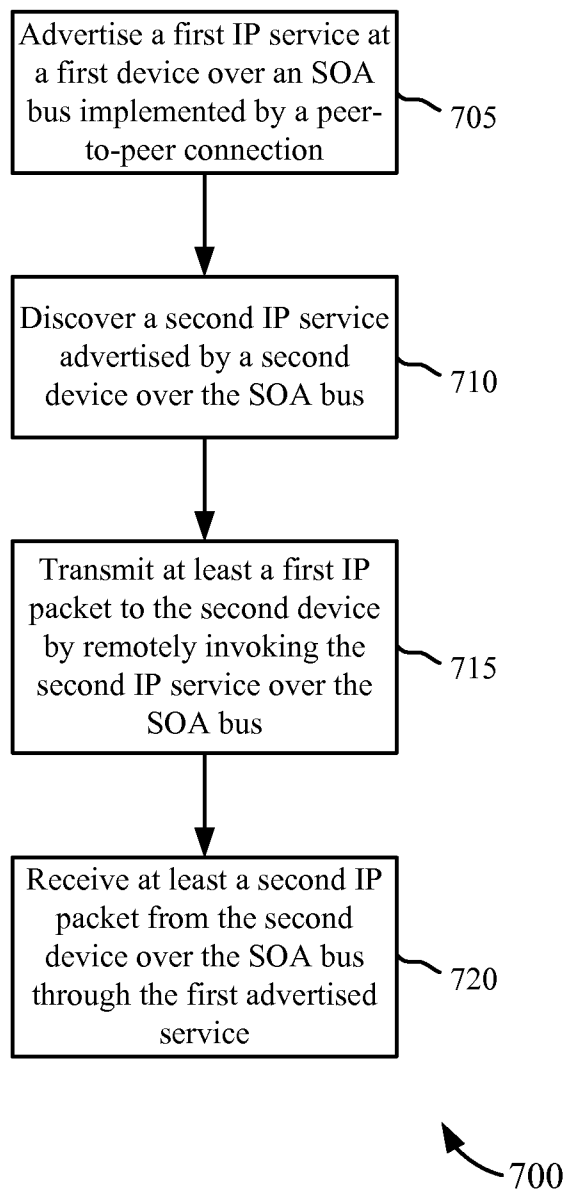 Advertise a first IP service at
a first device over an SOA
bus implemented by a peer-
to-peer connection
705
Discover a second IP service
advertised by a second
device over the SOA bus
710
Transmit at least a first IP
packet to the second device
by remotely invoking the
second IP service over the
SOA bus
715
Receive at least a second IP
packet from the second
device over the SOA bus
through the first advertised
service
720
700